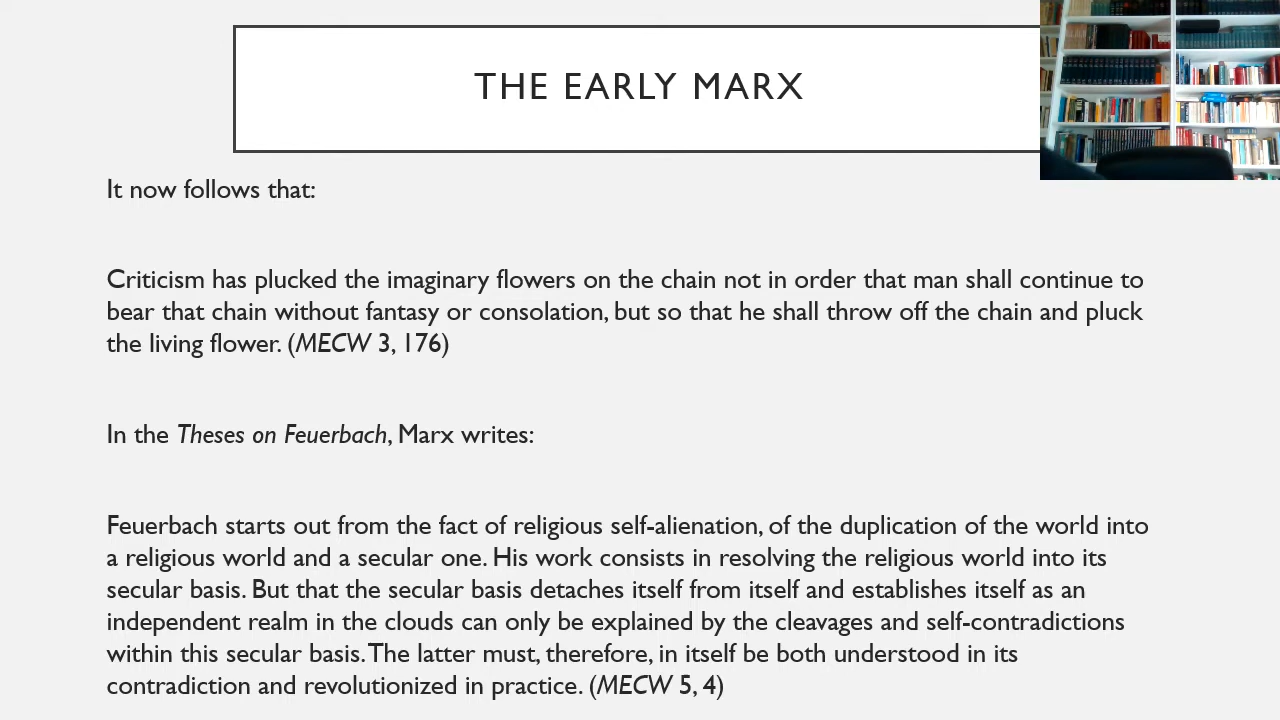 THE EARLY MARX
It now follows that:
Criticism has plucked the imaginary flowers on the chain not in order that man shall continue to
bear that chain without fantasy or consolation, but so that he shall throw off the chain and pluck
the living flower. (MECW 3, 176)
In the Theses on Feuerbach, Marx writes:
Feuerbach starts out from the fact of religious self-alienation, of the duplication of the world into
a religious world and a secular one. His work consists in resolving the religious world into its
secular basis. But that the secular basis detaches itself from itself and establishes itself as an
independent realm in the clouds can only be explained by the cleavages and self-contradictions
within this secular basis. The latter must, therefore, in itself be both understood in its
contradiction and revolutionized in practice. (MECW 5, 4)